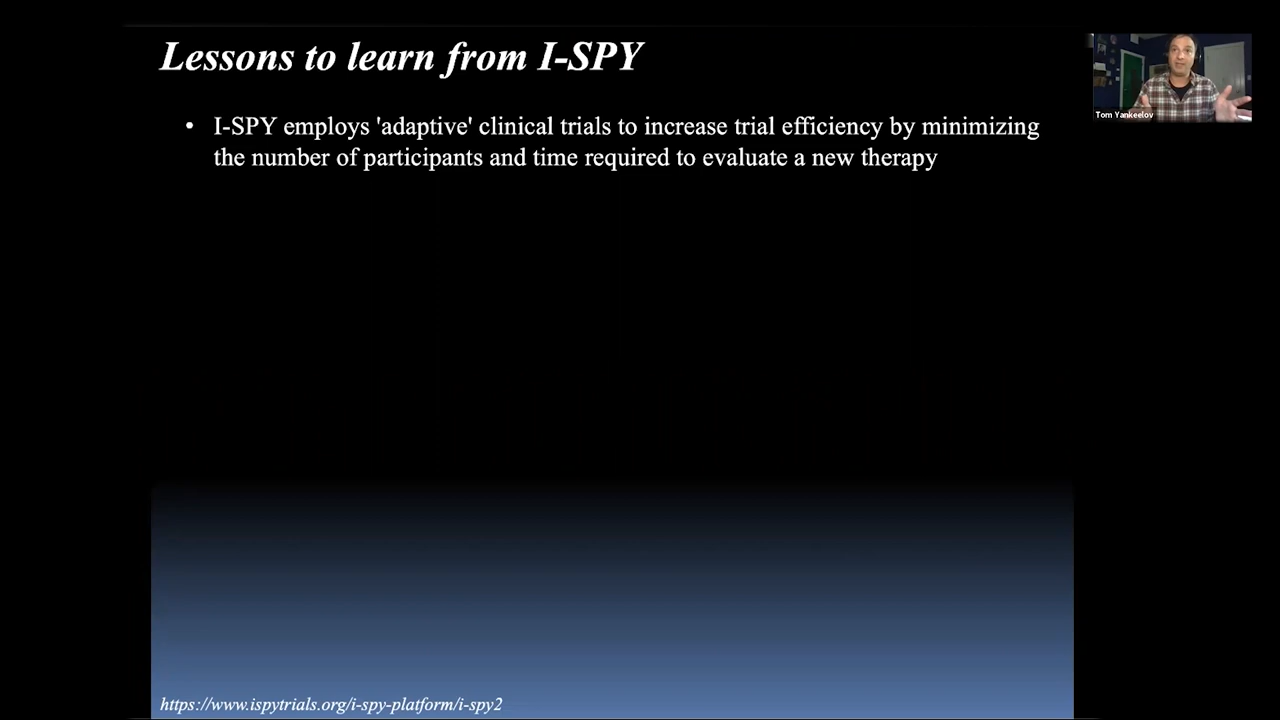 Lessons to learn from I-SPY
Tom Yankeelov
• I-SPY employs 'adaptive' clinical trials to increase trial efficiency by minimizing
the number of participants and time required to evaluate a new therapy
https://www.ispytrials.org/i-spy-platform/i-spy2